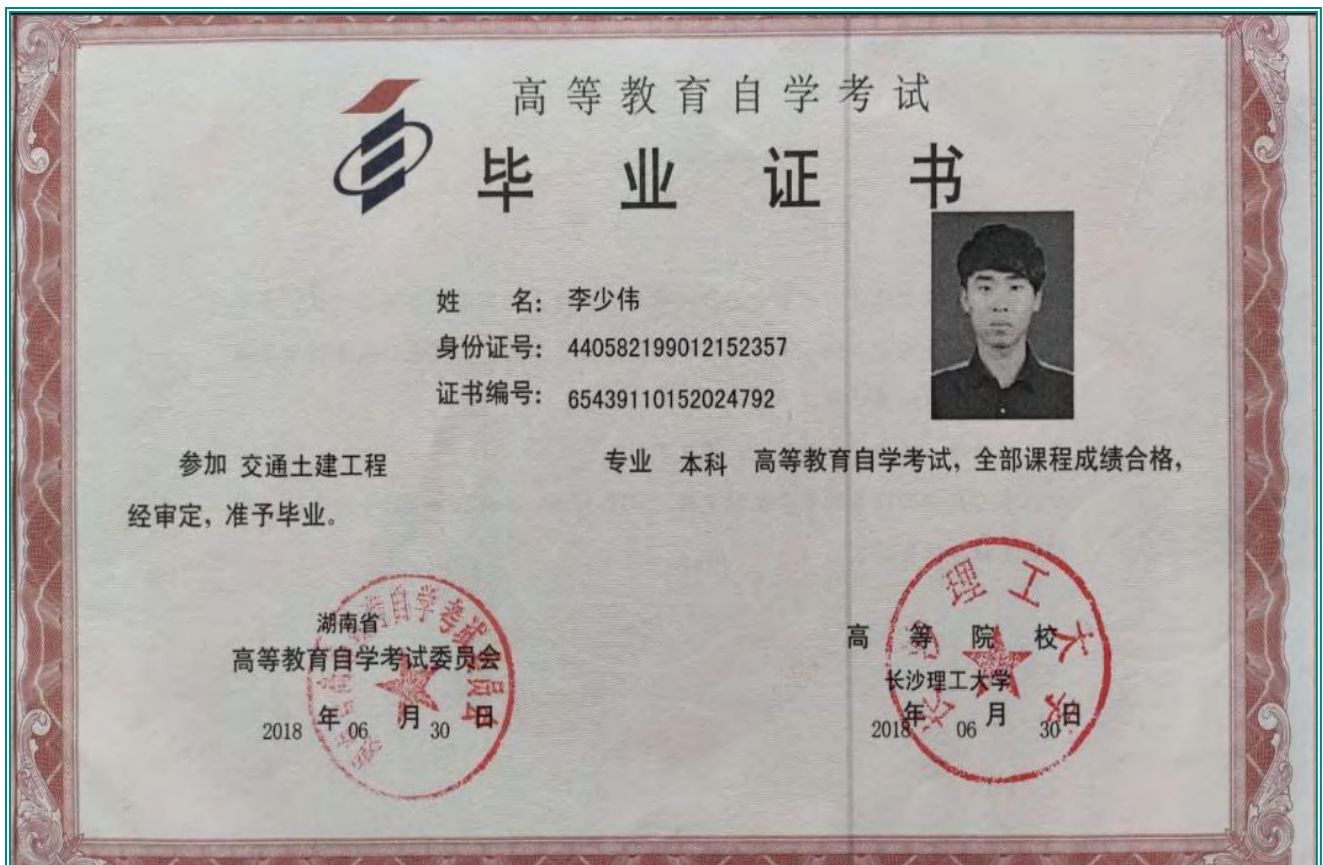 高等教育自学考试
毕业证书
姓 名: 李少伟
身份证号: 440582199012152357
证书编号: 65439110152024792
参加 交通土建工程 专业 本科 高等教育自学考试, 全部课程成绩合格,
经审定, 准予毕业。
湖南省
高等教育自学考试委员会
2018 年 06 月 30 日
高等院校
长沙理工大学
2018 年 06 月 30 日
理工大学